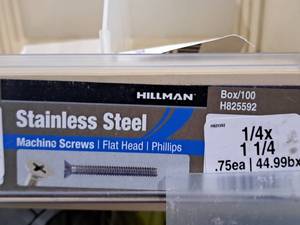 HILLMAN
Box/100
H825592
Stainless Steel
Machine Screws | Flat Head | Phillips
H825592
1/4x
1 1/4
.75ea | 44.99bx